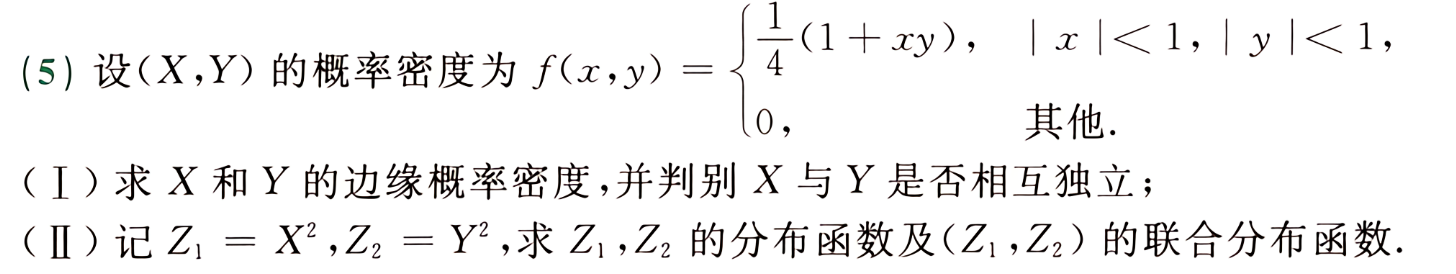 (5) 设(X,Y) 的概率密度为 f(x,y) = { 1/4(1+xy), |x|<1,|y|<1,
0, 其他.
(Ⅰ) 求 X 和 Y 的边缘概率密度,并判别 X 与 Y 是否相互独立;
(Ⅱ) 记 Z₁ = X²,Z₂ = Y²,求 Z₁,Z₂ 的分布函数及(Z₁,Z₂) 的联合分布函数.